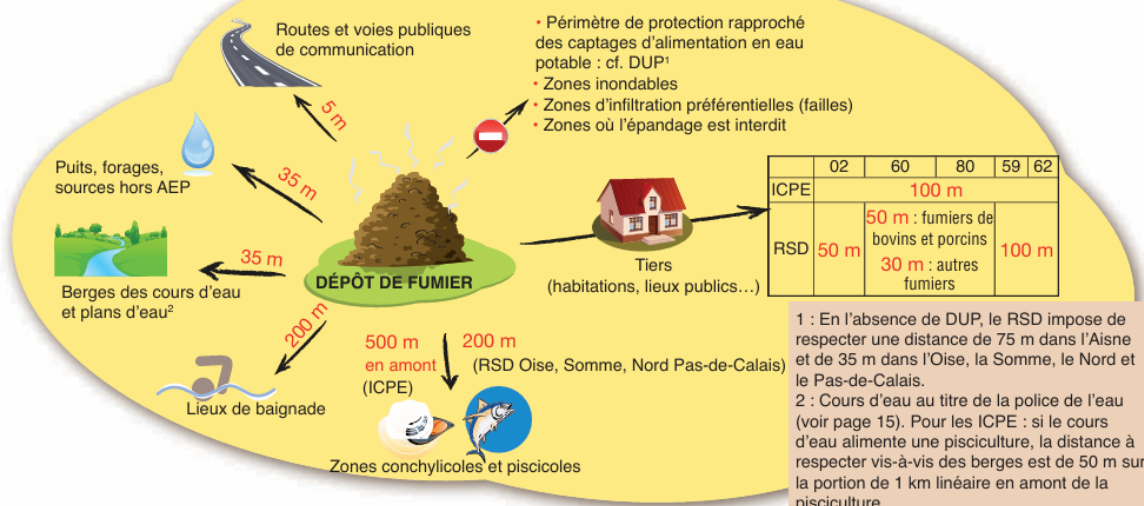 Routes et voies publiques
de communication
• Périmètre de protection rapproché
des captages d'alimentation en eau
potable : cf. DUP¹
• Zones inondables
• Zones d'infiltration préférentielles (failles)
• Zones où l'épandage est interdit
5 m
Puits, forages,
sources hors AEP
35 m
35 m
Berges des cours d'eau
et plans d'eau²
DÉPÔT DE FUMIER
200 m
Lieux de baignade
500 m
en amont
(ICPE)
200 m
(RSD Oise, Somme, Nord Pas-de-Calais)
Zones conchylicoles et piscicoles
Tiers
(habitations, lieux publics…)
02 60 80 59 62
ICPE 100 m
RSD 50 m
50 m : fumiers de
bovins et porcins
30 m : autres
fumiers
100 m
1 : En l'absence de DUP, le RSD impose de
respecter une distance de 75 m dans l'Aisne
et de 35 m dans l'Oise, la Somme, le Nord et
le Pas-de-Calais.
2 : Cours d'eau au titre de la police de l'eau
(voir page 15). Pour les ICPE : si le cours
d'eau alimente une pisciculture, la distance à
respecter vis-à-vis des berges est de 50 m sur
la portion de 1 km linéaire en amont de la
pisciculture